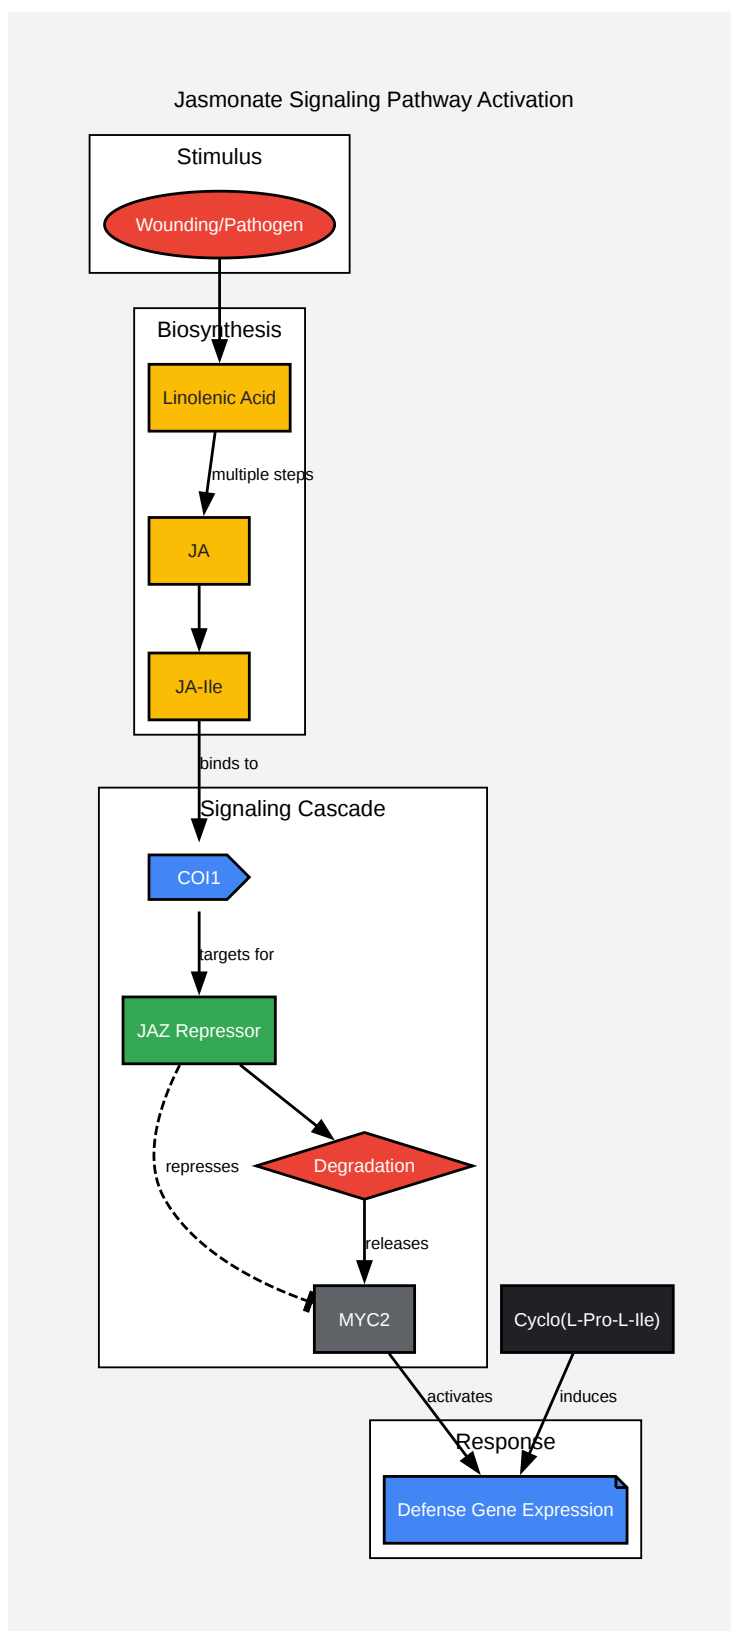 Jasmonate Signaling Pathway Activation
Stimulus
Wounding/Pathogen
Biosynthesis
Linolenic Acid
multiple steps
JA
JA-Ile
binds to
Signaling Cascade
COI1
targets for
JAZ Repressor
represses
Degradation
releases
MYC2
Cyclo(L-Pro-L-Ile)
activates
induces
Response
Defense Gene Expression